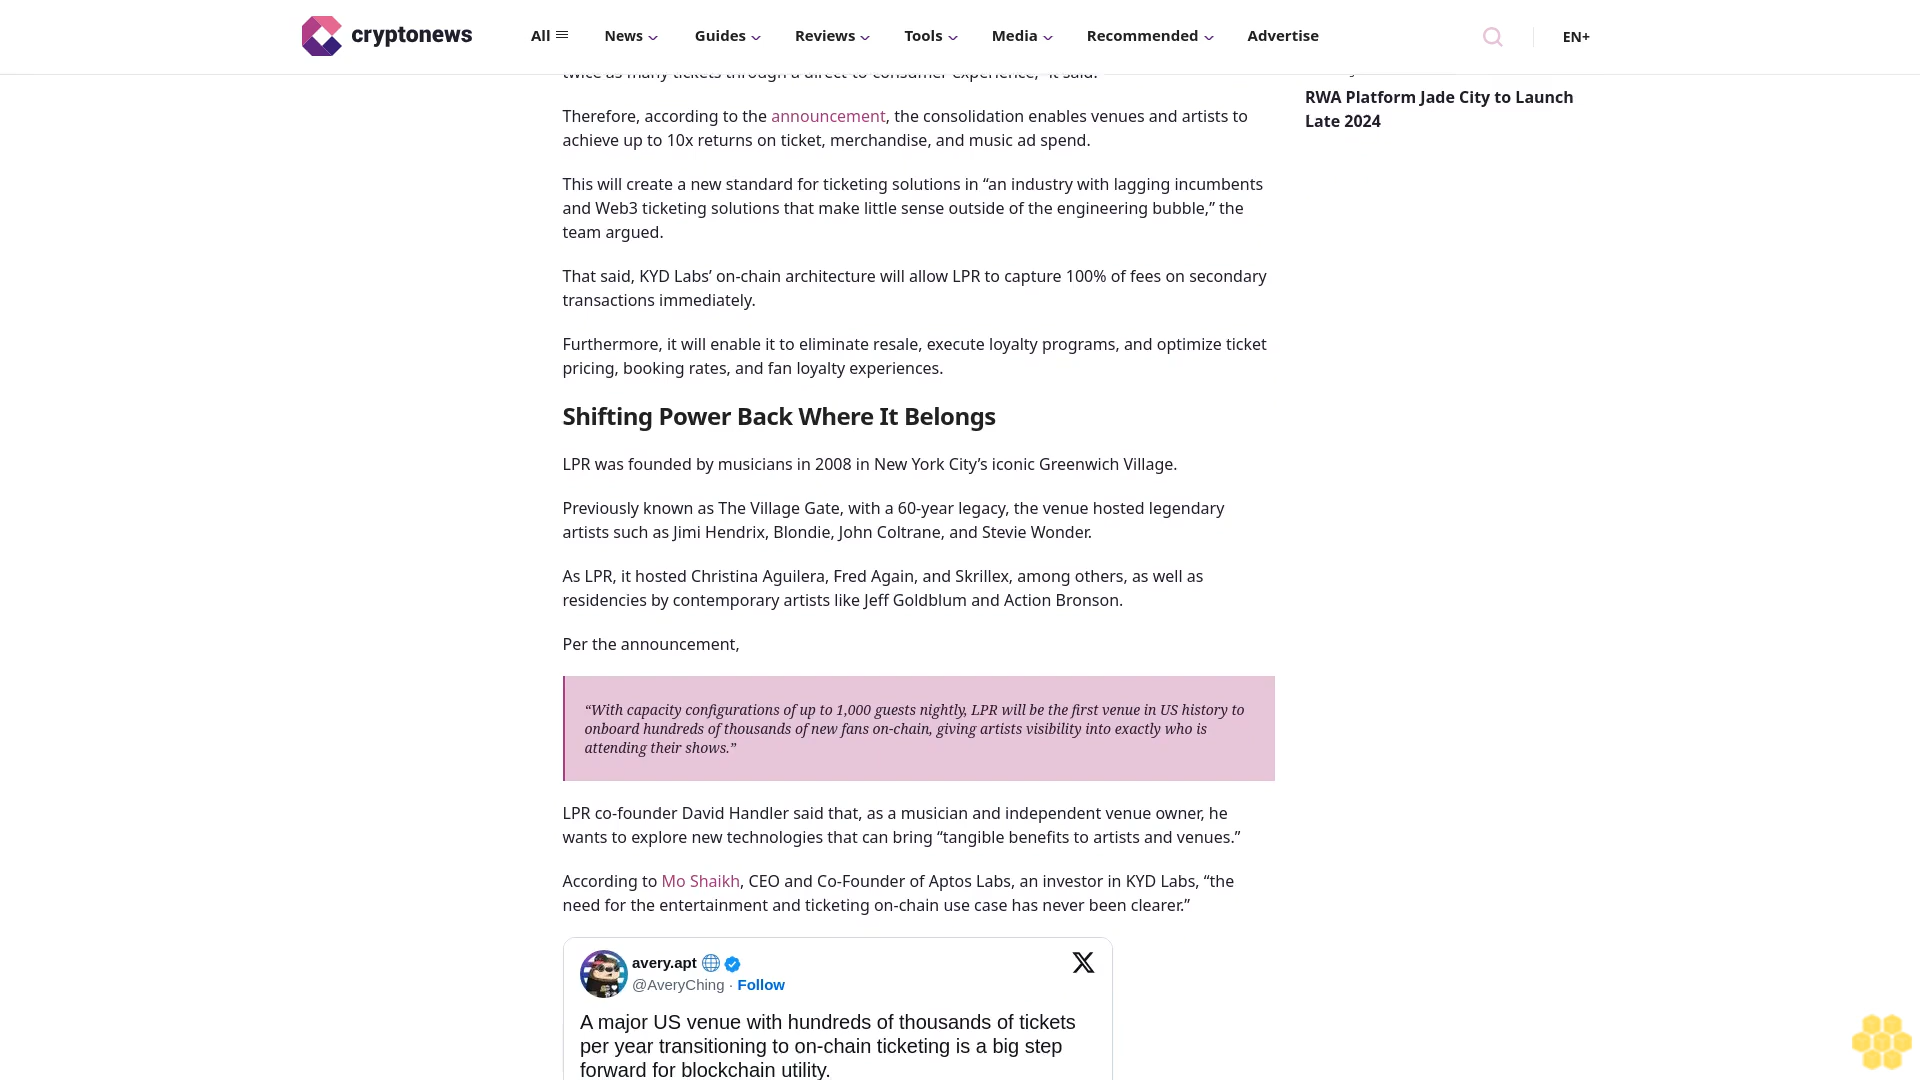 cryptonews
All
News
Guides
Reviews
Tools
Media
Recommended
Advertise
EN+
twice as many tickets through a direct-to-consumer experience,” it said.
Therefore, according to the announcement, the consolidation enables venues and artists to
achieve up to 10x returns on ticket, merchandise, and music ad spend.
This will create a new standard for ticketing solutions in “an industry with lagging incumbents
and Web3 ticketing solutions that make little sense outside of the engineering bubble,” the
team argued.
That said, KYD Labs’ on-chain architecture will allow LPR to capture 100% of fees on secondary
transactions immediately.
Furthermore, it will enable it to eliminate resale, execute loyalty programs, and optimize ticket
pricing, booking rates, and fan loyalty experiences.
Shifting Power Back Where It Belongs
LPR was founded by musicians in 2008 in New York City’s iconic Greenwich Village.
Previously known as The Village Gate, with a 60-year legacy, the venue hosted legendary
artists such as Jimi Hendrix, Blondie, John Coltrane, and Stevie Wonder.
As LPR, it hosted Christina Aguilera, Fred Again, and Skrillex, among others, as well as
residencies by contemporary artists like Jeff Goldblum and Action Bronson.
Per the announcement,
“With capacity configurations of up to 1,000 guests nightly, LPR will be the first venue in US history to
onboard hundreds of thousands of new fans on-chain, giving artists visibility into exactly who is
attending their shows.”
LPR co-founder David Handler said that, as a musician and independent venue owner, he
wants to explore new technologies that can bring “tangible benefits to artists and venues.”
According to Mo Shaikh, CEO and Co-Founder of Aptos Labs, an investor in KYD Labs, “the
need for the entertainment and ticketing on-chain use case has never been clearer.”
avery.apt
@AveryChing · Follow
A major US venue with hundreds of thousands of tickets
per year transitioning to on-chain ticketing is a big step
forward for blockchain utility.
RWA Platform Jade City to Launch
Late 2024